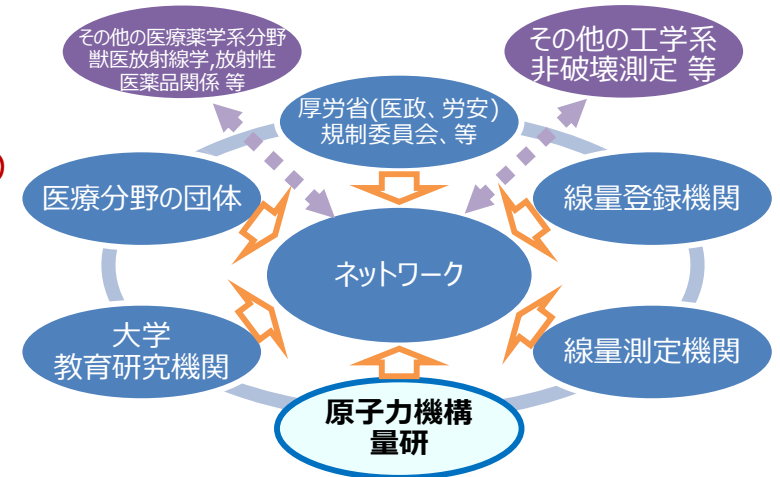 その他の医療薬学系分野
獣医放射線学,放射性
医薬品関係 等
その他の工学系
非破壊測定 等
厚労省(医政、労安)
規制委員会、等
)
医療分野の団体
線量登録機関
ネットワーク
大学
教育研究機関
線量測定機関
原子力機構
量研